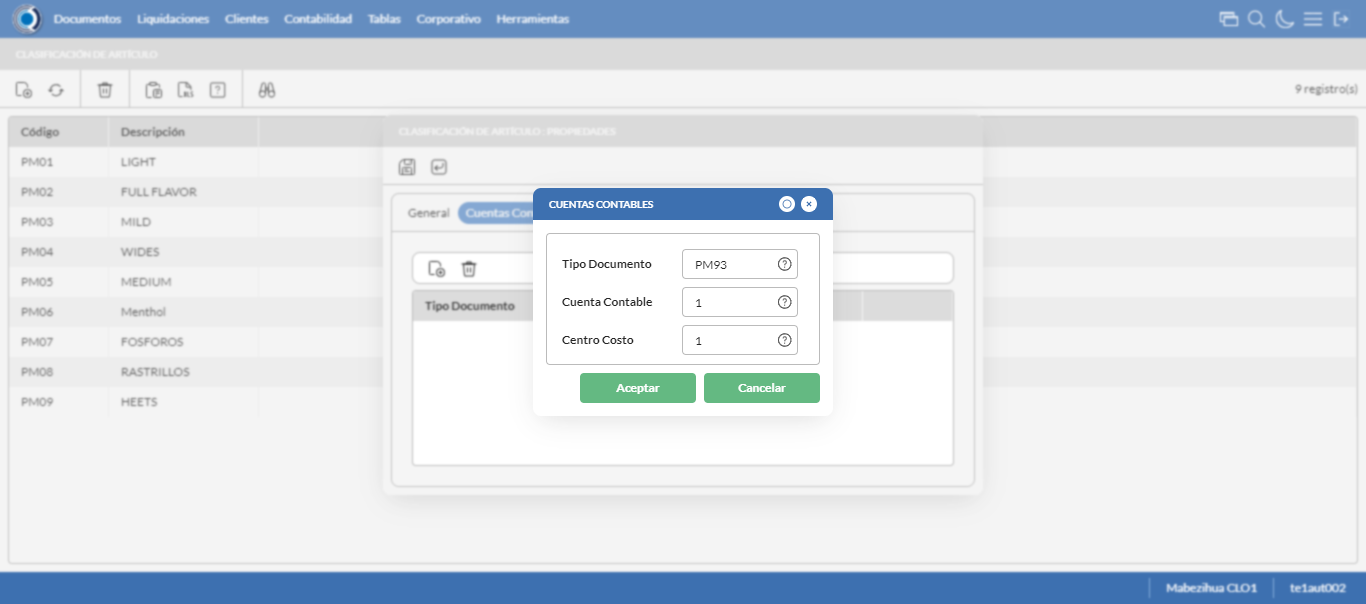 Documentos Liquidaciones Clientes Contabilidad Tablas Corporativo Herramientas
CLASIFICACIÓN DE ARTÍCULO
9 registro(s)
Código Descripción
CLASIFICACIÓN DE ARTÍCULO: PROPIEDADES
PM01 LIGHT
PM02 FULL FLAVOR
PM03 MILD
PM04 WIDES
PM05 MEDIUM
PM06 Menthol
PM07 FOSFOROS
PM08 RASTRILLOS
PM09 HEETS
General Cuentas Con
Tipo Documento
CUENTAS CONTABLES
Tipo Documento PM93
Cuenta Contable 1
Centro Costo 1
Aceptar Cancelar
Mabezihua CLO1 te1aut002